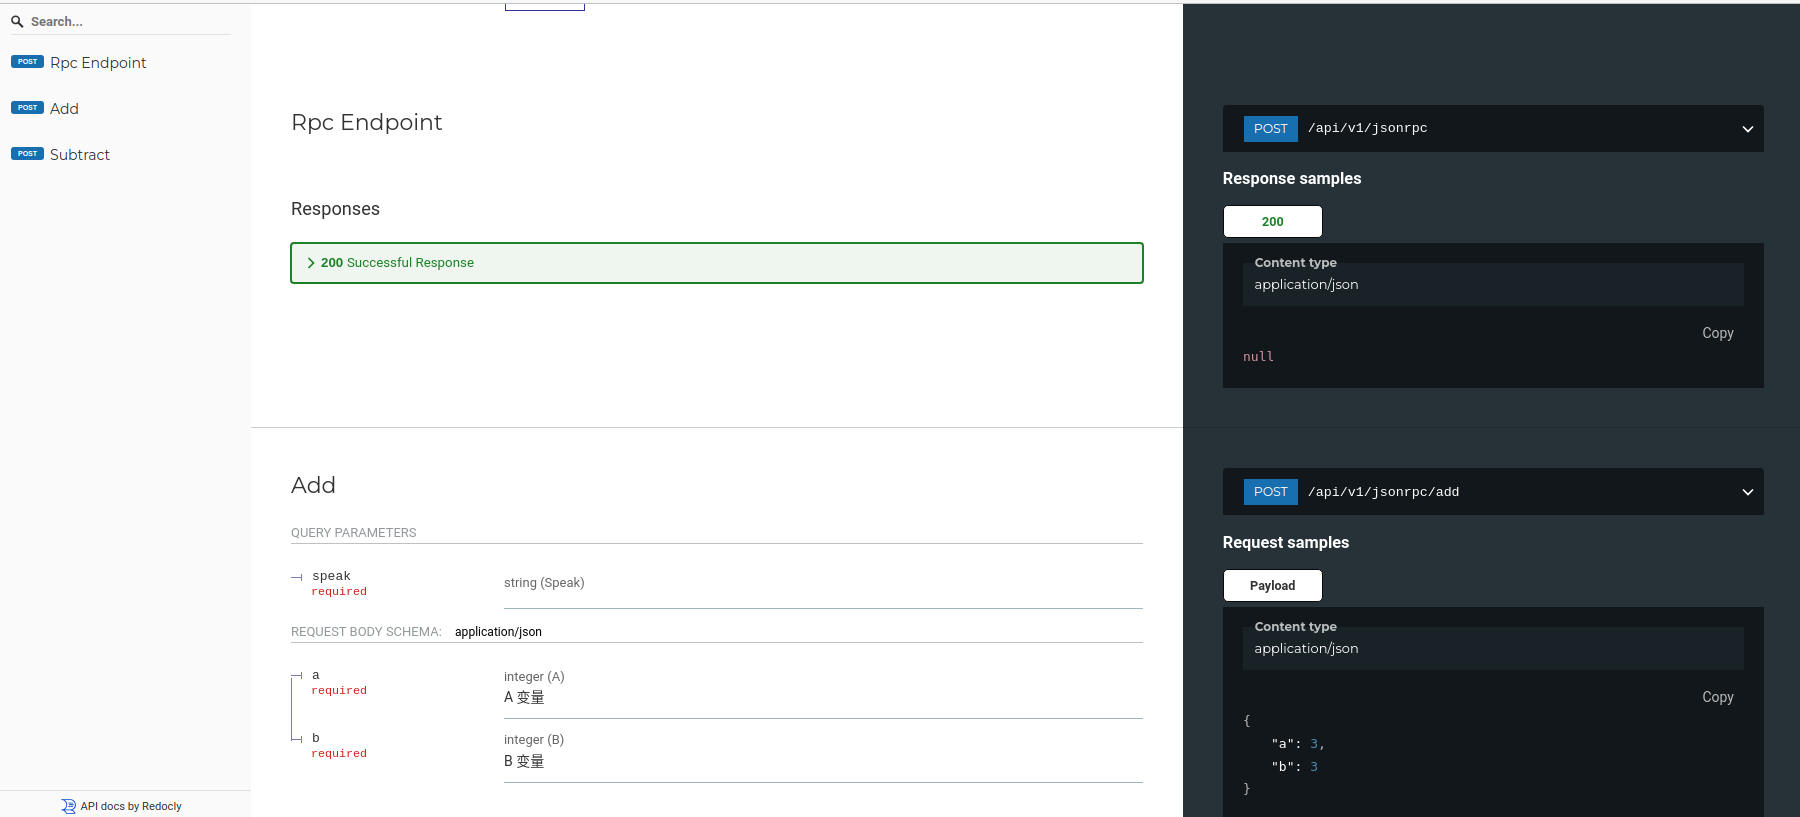 Search...
POST Rpc Endpoint
POST Add
POST Subtract
API docs by Redocly
Rpc Endpoint
Responses
200 Successful Response
POST /api/v1/jsonrpc
Response samples
200
Content type
application/json
Copy
null
Add
QUERY PARAMETERS
speak
required
string (Speak)
REQUEST BODY SCHEMA: application/json
a
required
integer (A)
A 变量
b
required
integer (B)
B 变量
POST /api/v1/jsonrpc/add
Request samples
Payload
Content type
application/json
Copy
{
"a": 3,
"b": 3
}